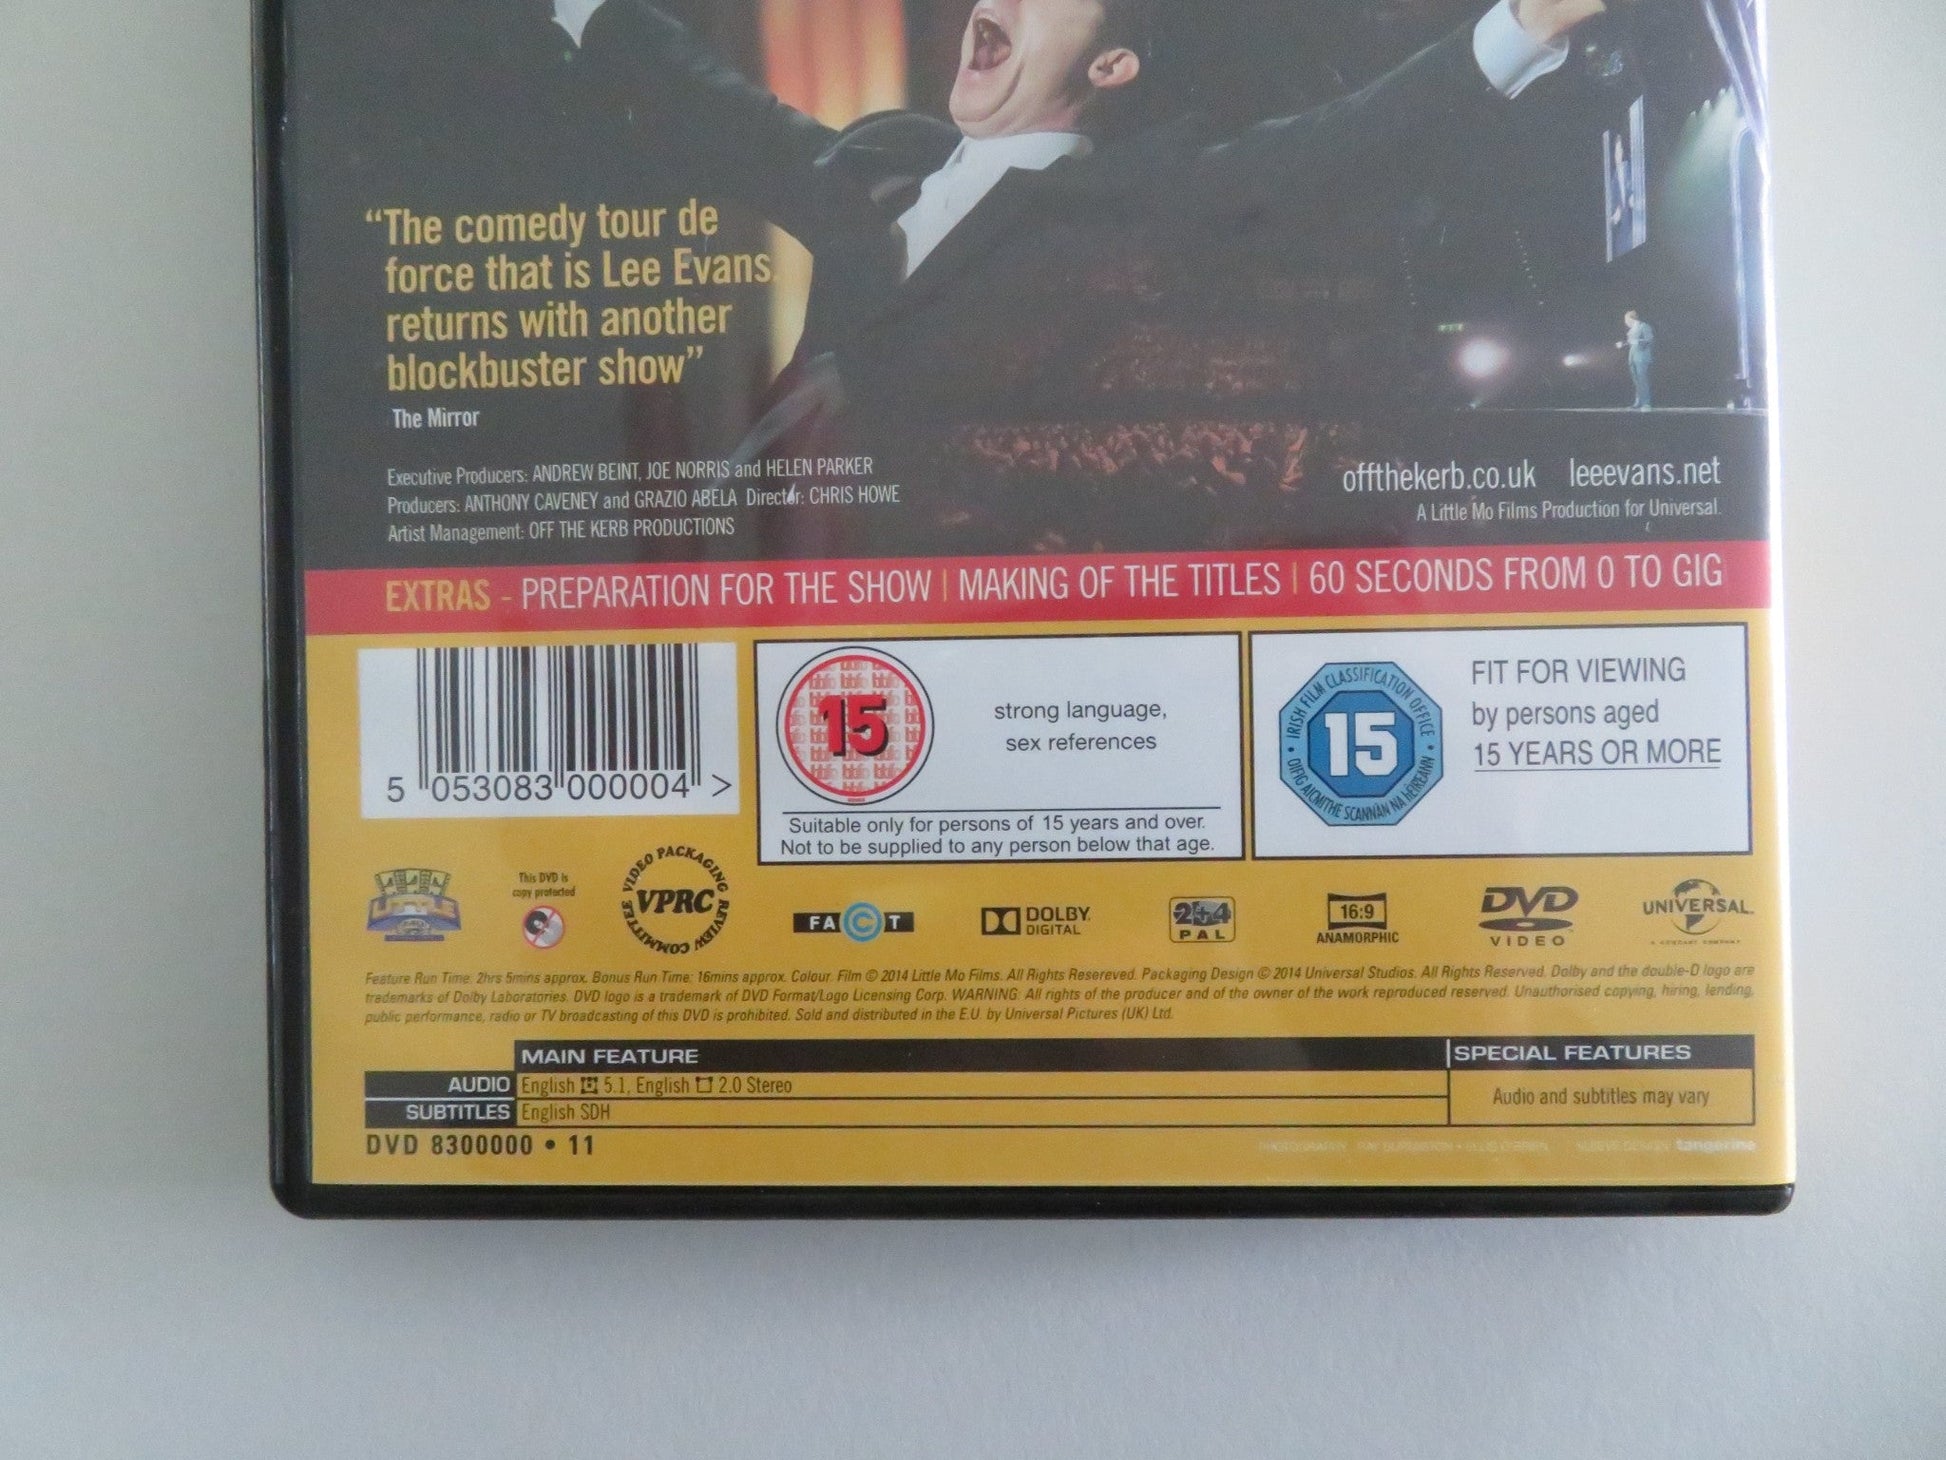 “The comedy tour de
force that is Lee Evans,
returns with another
blockbuster show”
The Mirror
Executive Producers: ANDREW BEINT, JOE NORRIS and HELEN PARKER
Producers: ANTHONY CAVENEY and GRAZIO ABELA Director: CHRIS HOWE
Artist Management: OFF THE KERB PRODUCTIONS
offthekerb.co.uk leeevans.net
A Little Mo Films Production for Universal.
EXTRAS - PREPARATION FOR THE SHOW | MAKING OF THE TITLES | 60 SECONDS FROM 0 TO GIG
5 053083 000004 >
15
strong language,
sex references
Suitable only for persons of 15 years and over.
Not to be supplied to any person below that age.
IRISH FILM CLASSIFICATION OFFICE
15
OIFIG AICMITHE SCANNÁN NA hÉIREANN
FIT FOR VIEWING
by persons aged
15 YEARS OR MORE
LITTLE
This DVD is
copy protected
VIDEO PACKAGING REVIEW COMMITTEE
VPRC
FACT
DOLBY
DIGITAL
2+4
PAL
16:9
ANAMORPHIC
DVD
VIDEO
UNIVERSAL
A COMCAST COMPANY
Feature Run Time: 2hrs 5mins approx. Bonus Run Time: 16mins approx. Colour. Film © 2014 Little Mo Films. All Rights Resereved. Packaging Design © 2014 Universal Studios. All Rights Reserved. Dolby and the double-D logo are
trademarks of Dolby Laboratories. DVD logo is a trademark of DVD Format/Logo Licensing Corp. WARNING: All rights of the producer and of the owner of the work reproduced reserved. Unauthorised copying, hiring, lending,
public performance, radio or TV broadcasting of this DVD is prohibited. Sold and distributed in the E.U. by Universal Pictures (UK) Ltd.
MAIN FEATURE SPECIAL FEATURES
AUDIO English 5.1, English 2.0 Stereo
SUBTITLES English SDH
Audio and subtitles may vary
DVD 8300000 • 11
SLEEVE DESIGN tangerine